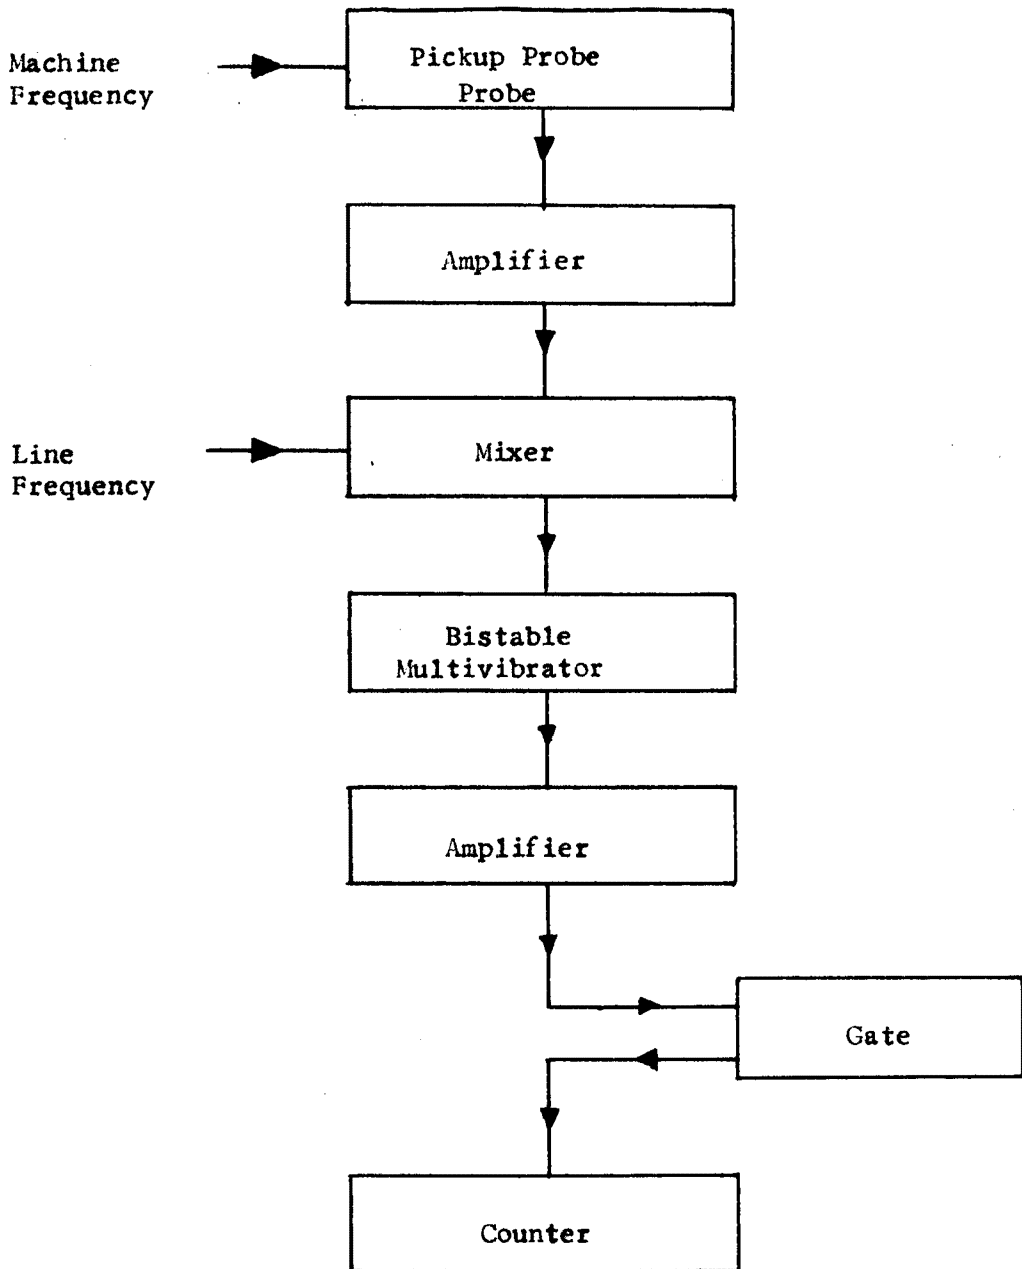 Machine
Frequency
Pickup Probe
Probe
Amplifier
Line
Frequency
Mixer
Bistable
Multivibrator
Amplifier
Gate
Counter